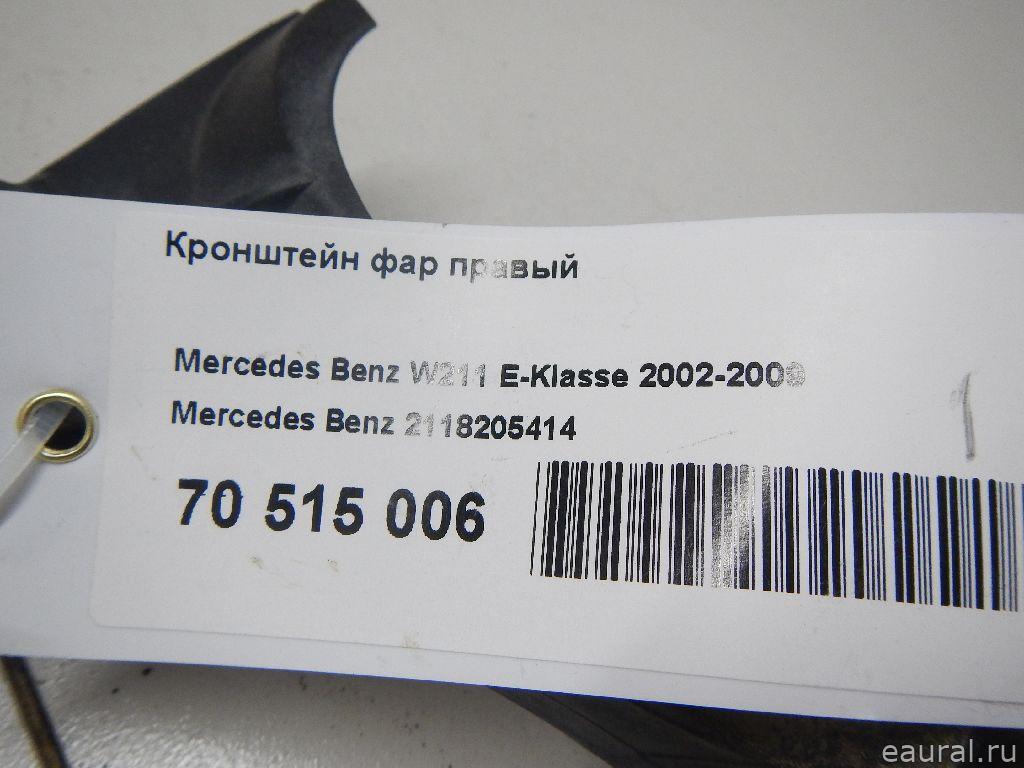 Кронштейн фар правый
Mercedes Benz W211 E-Klasse 2002-2009
Mercedes Benz 2118205414
70 515 006
eaural.ru